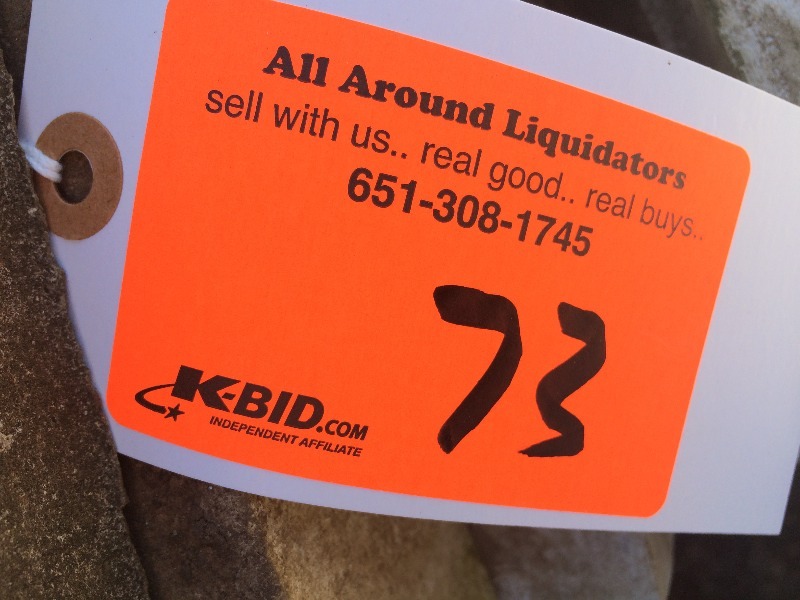 All Around Liquidators
sell with us.. real good.. real buys..
651-308-1745
73
K-BID.COM
INDEPENDENT AFFILIATE